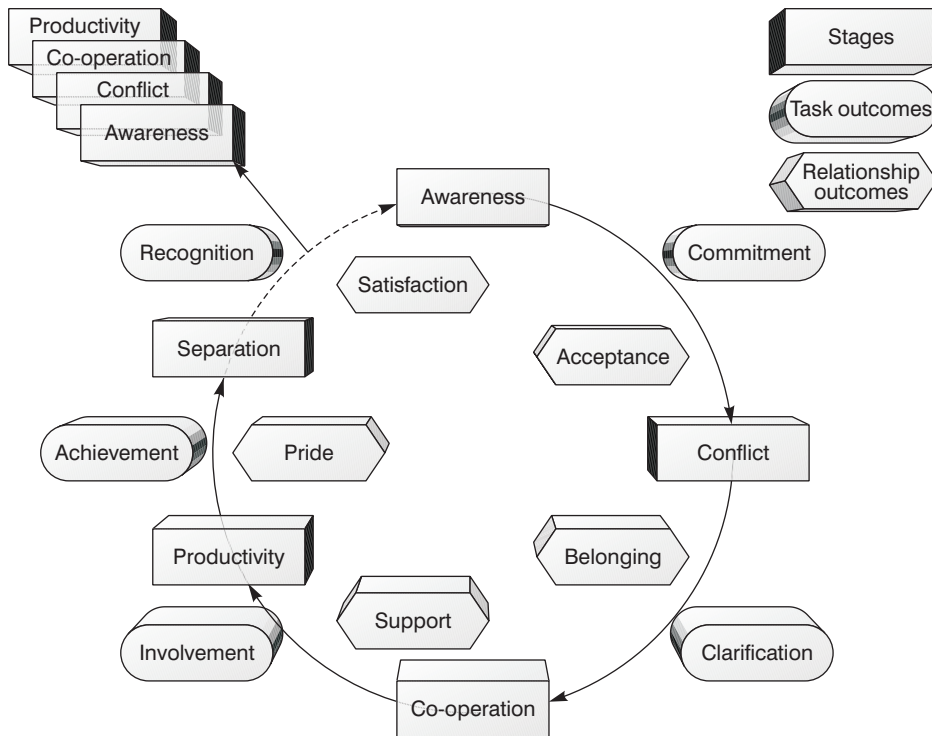 Productivity
Co-operation
Conflict
Awareness
Stages
Task outcomes
Relationship
outcomes
Awareness
Recognition
Commitment
Satisfaction
Separation
Acceptance
Achievement
Pride
Conflict
Productivity
Belonging
Support
Involvement
Clarification
Co-operation